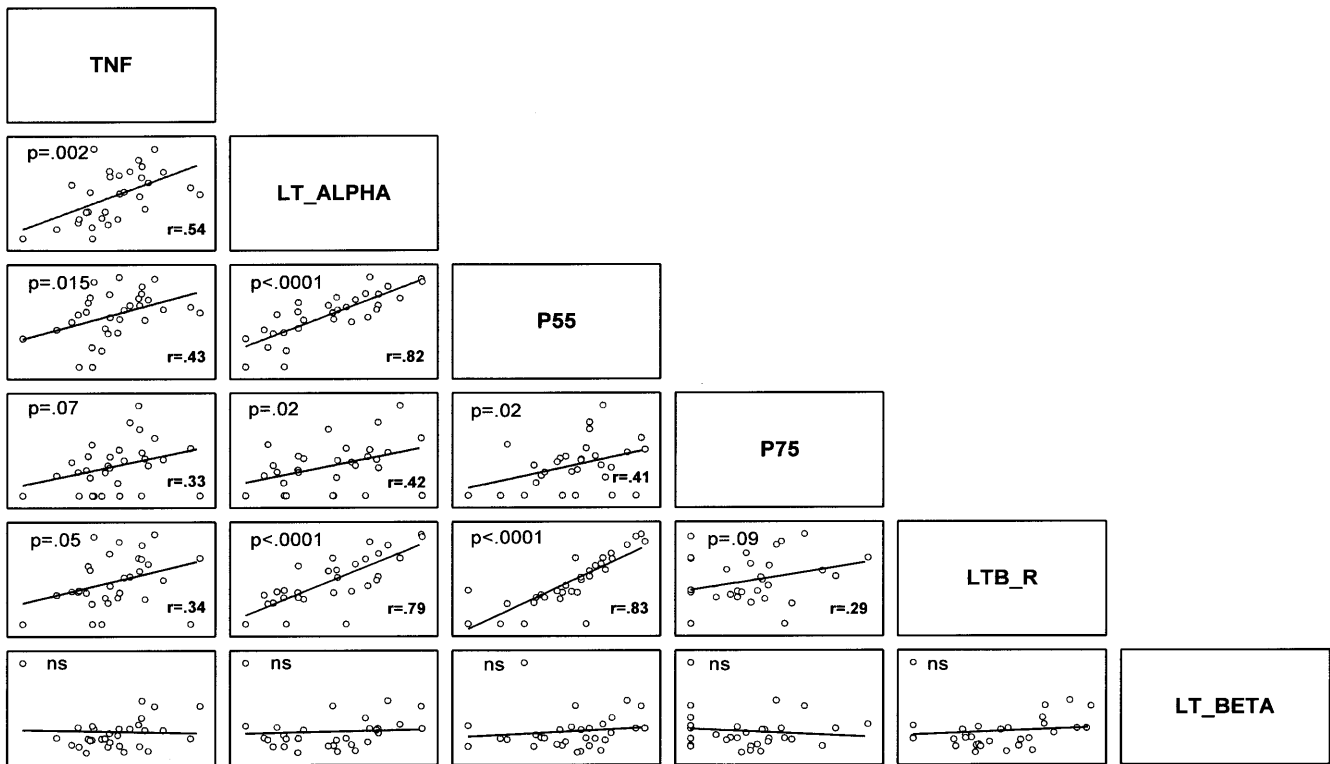 TNF
p=.002
r=.54
LT_ALPHA
p=.015
r=.43
p<.0001
r=.82
P55
p=.07
r=.33
p=.02
r=.42
p=.02
r=.41
P75
p=.05
r=.34
p<.0001
r=.79
p<.0001
r=.83
p=.09
r=.29
LTB_R
ns
ns
ns
ns
ns
LT_BETA